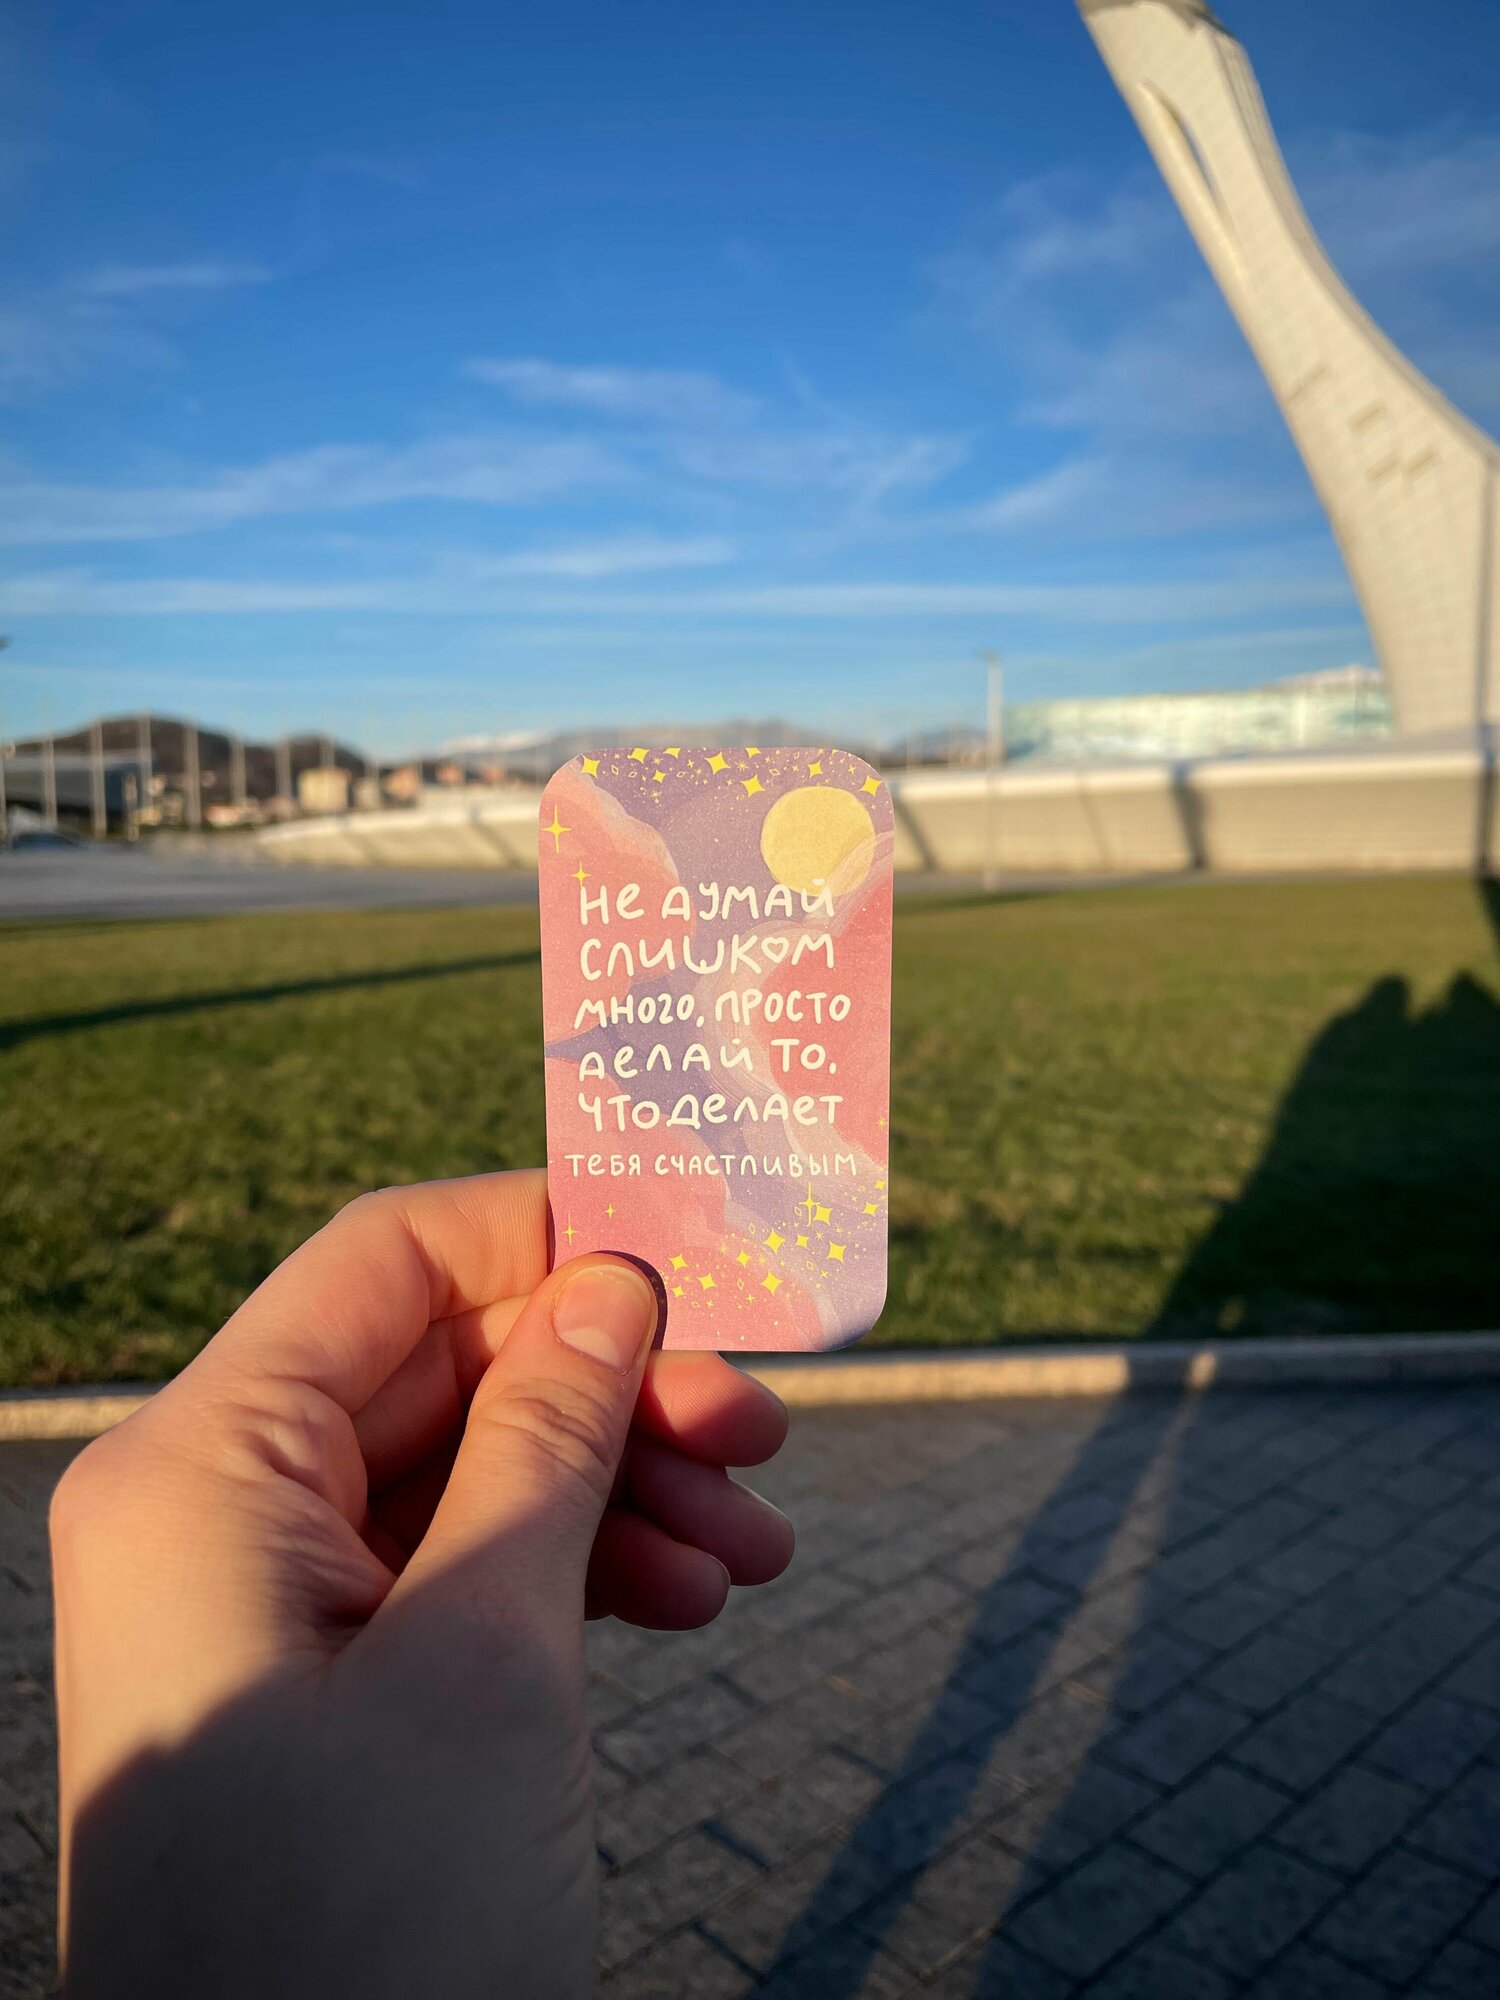 Не думай
слишком
много, просто
делай то,
что делает
тебя счастливым